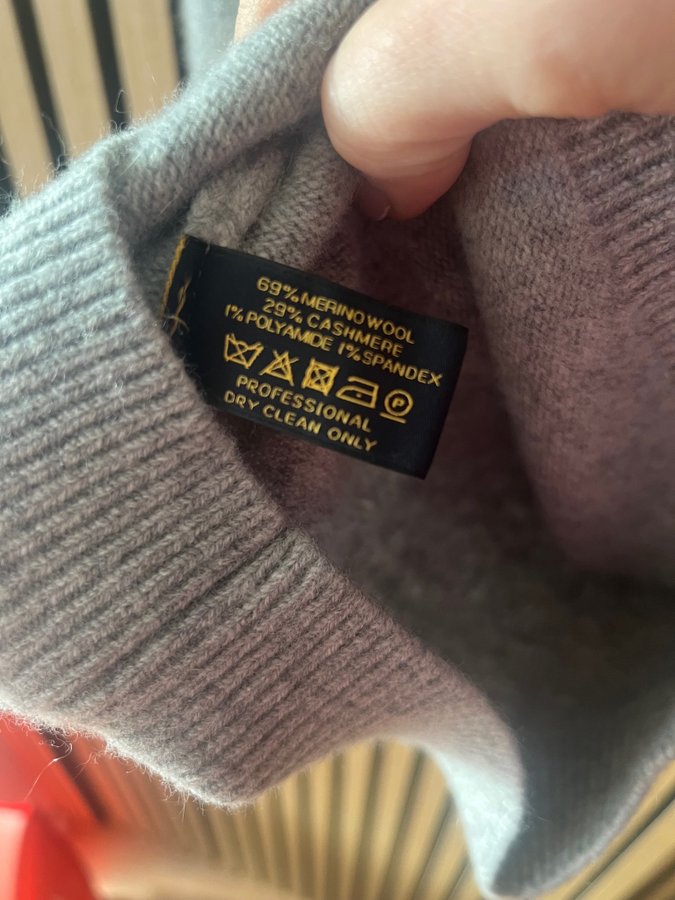 69% MERINO WOOL
29% CASHMERE
1% POLYAMIDE 1% SPANDEX
P
PROFESSIONAL
DRY CLEAN ONLY